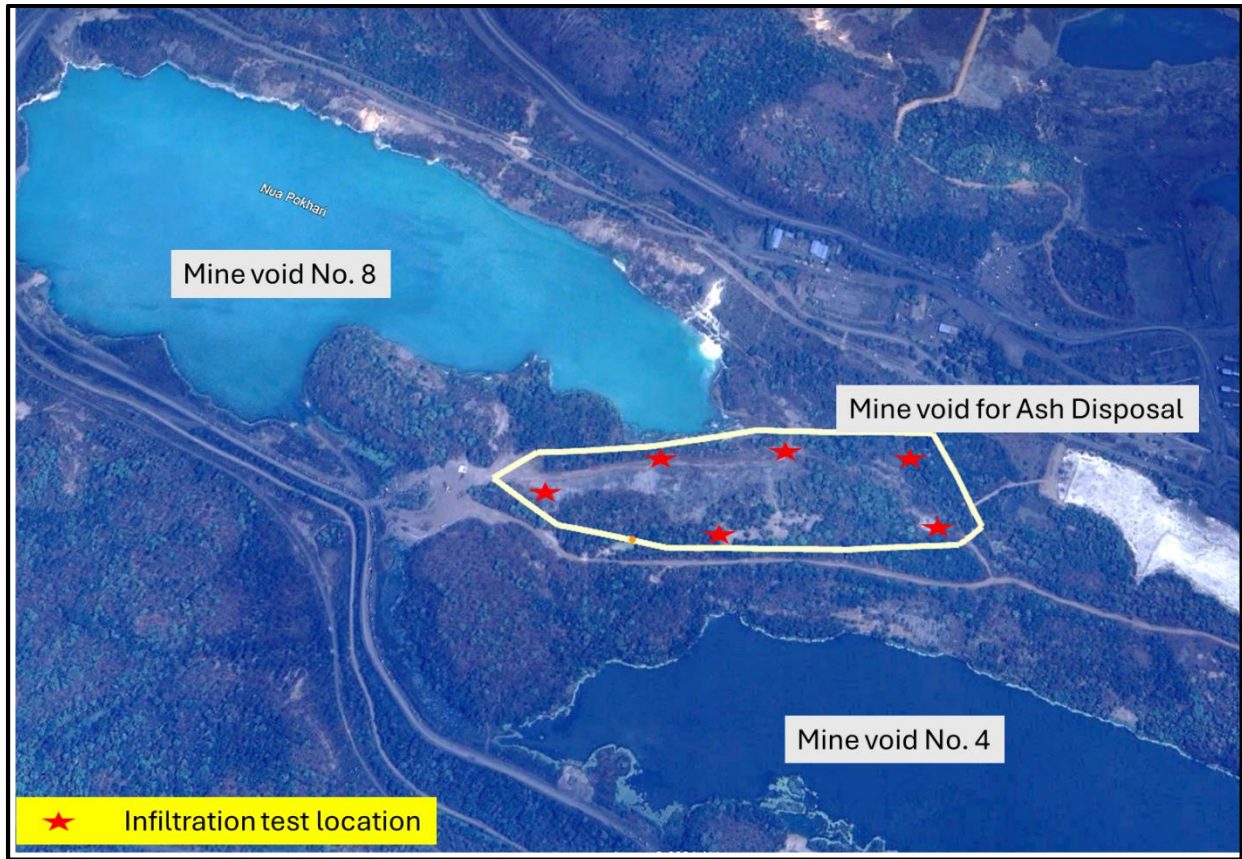 Nua Pokhari
Mine void No. 8
Mine void for Ash Disposal
Mine void No. 4
Infiltration test location